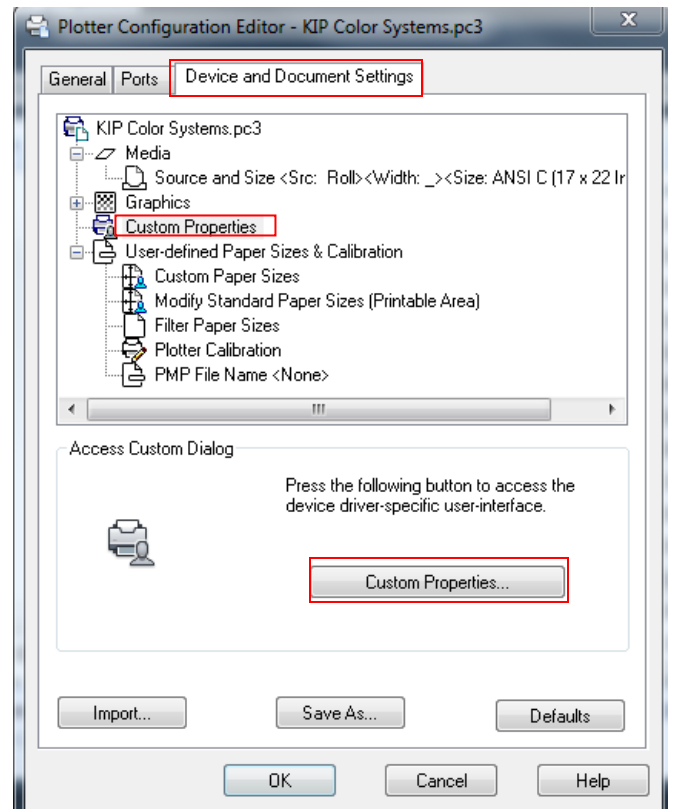 Plotter Configuration Editor - KIP Color Systems.pc3
X
General Ports Device and Document Settings
KIP Color Systems.pc3
Media
Source and Size <Src: Roll><Width: _><Size: ANSI C (17 x 22 Ir
Graphics
Custom Properties
User-defined Paper Sizes & Calibration
Custom Paper Sizes
Modify Standard Paper Sizes (Printable Area)
Filter Paper Sizes
Plotter Calibration
PMP File Name <None>
Access Custom Dialog
Press the following button to access the
device driver-specific user-interface.
Custom Properties...
Import... Save As... Defaults
OK Cancel Help